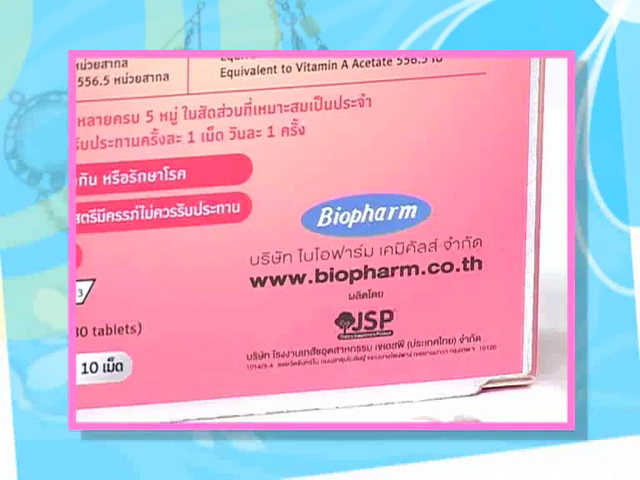 หน่วยสากล
556.5 หน่วยสากล
Equivalent to Vitamin A Acetate 556.5 IU
หลายครบ 5 หมู่ ในสัดส่วนที่เหมาะสมเป็นประจำ
รับประทานครั้งละ 1 เม็ด วันละ 1 ครั้ง
กัน หรือรักษาโรค
สตรีมีครรภ์ไม่ควรรับประทาน
Biopharm
บริษัท ไบโอฟาร์ม เคมิคัลส์ จำกัด
www.biopharm.co.th
3
ผลิตโดย
JSP
30 tablets)
บริษัท โรงงานเภสัชอุตสาหกรรม เจเอสพี (ประเทศไทย) จำกัด
10 เม็ด
10120